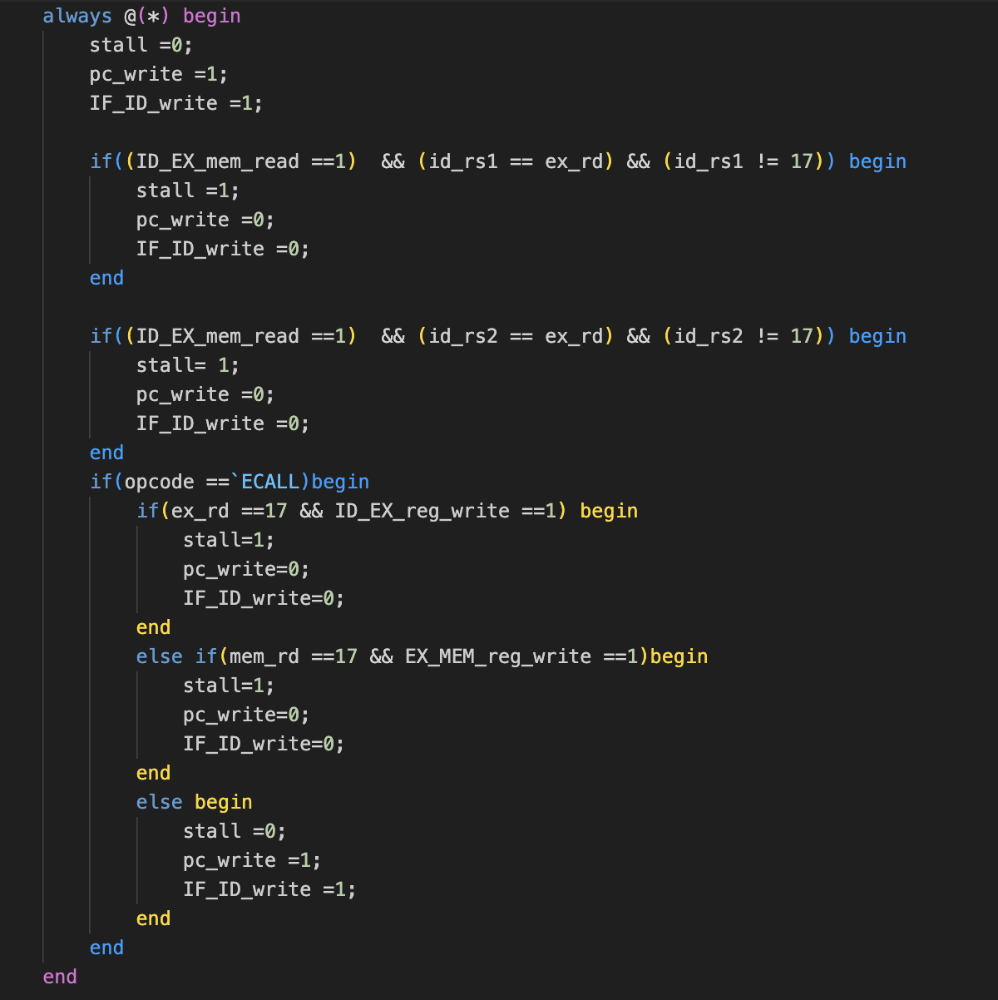 always @(*) begin
    stall =0;
    pc_write =1;
    IF_ID_write =1;

    if((ID_EX_mem_read ==1)  && (id_rs1 == ex_rd) && (id_rs1 != 17)) begin
        stall =1;
        pc_write =0;
        IF_ID_write =0;
    end

    if((ID_EX_mem_read ==1)  && (id_rs2 == ex_rd) && (id_rs2 != 17)) begin
        stall= 1;
        pc_write =0;
        IF_ID_write =0;
    end
    if(opcode ==`ECALL)begin
        if(ex_rd ==17 && ID_EX_reg_write ==1) begin
            stall=1;
            pc_write=0;
            IF_ID_write=0;
        end
        else if(mem_rd ==17 && EX_MEM_reg_write ==1)begin
            stall=1;
            pc_write=0;
            IF_ID_write=0;
        end
        else begin
            stall =0;
            pc_write =1;
            IF_ID_write =1;
        end
    end
end